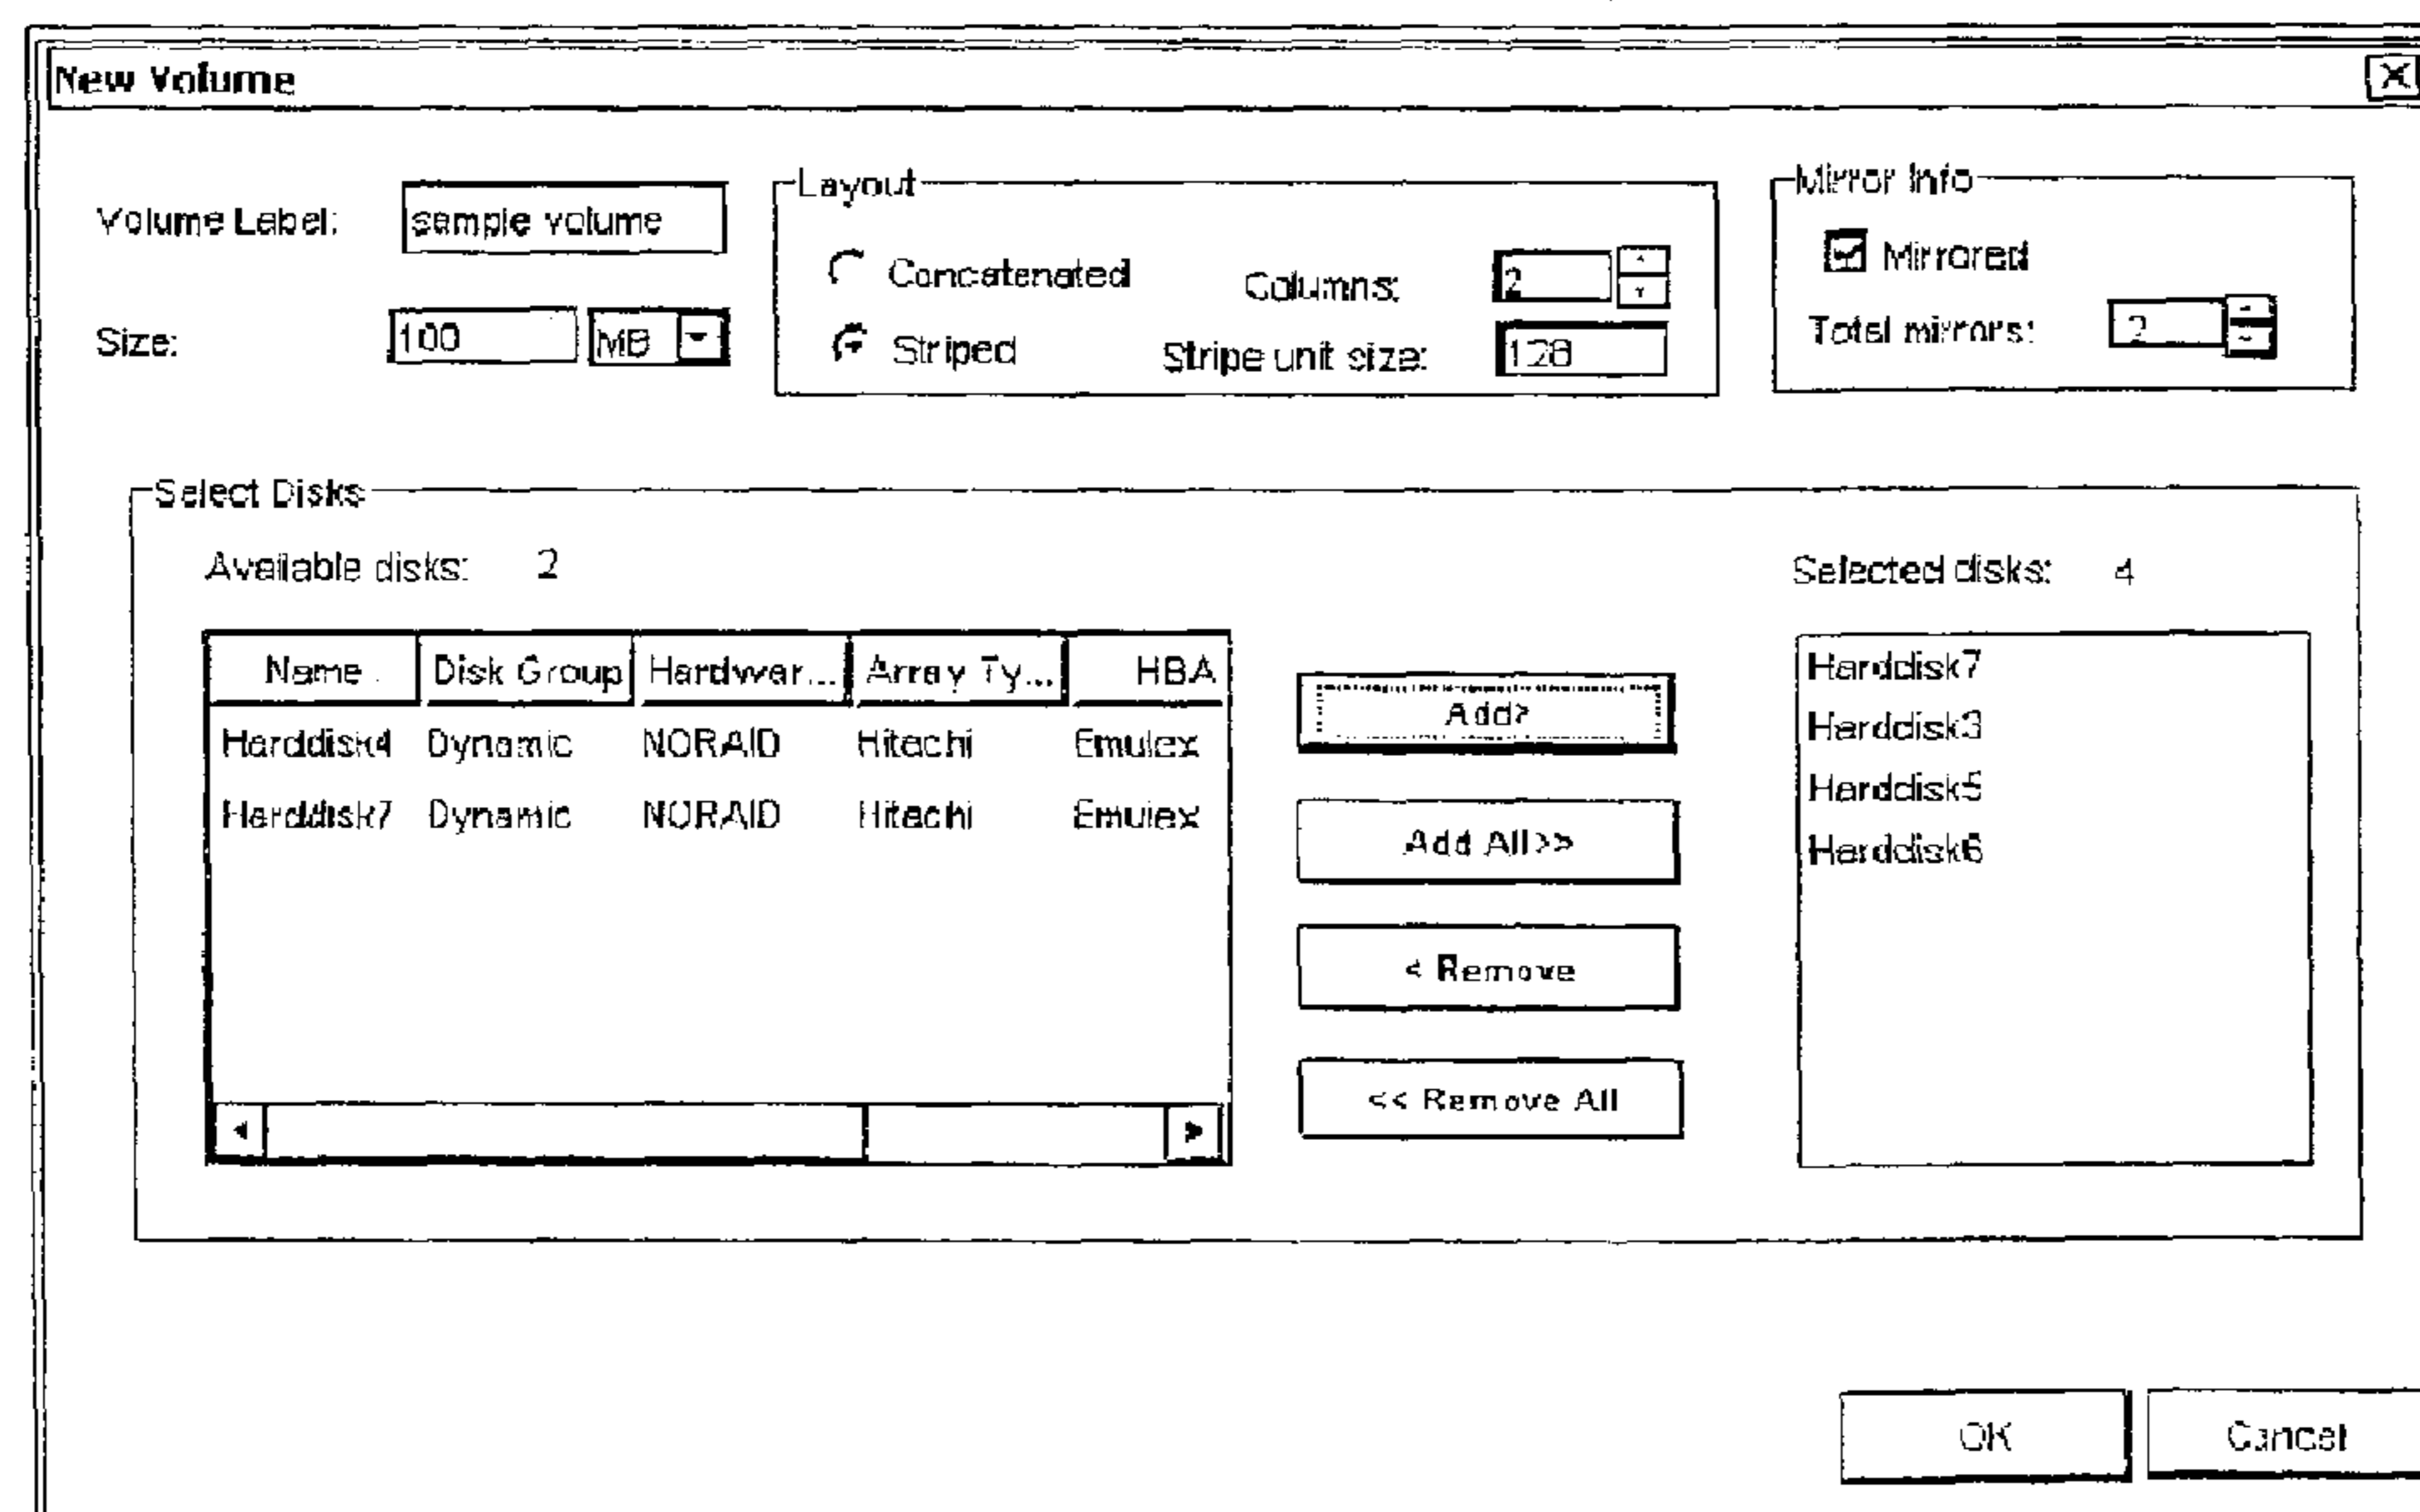 New Volume
Volume Label: sample volume
Size: 100 MB
Layout
Concatenated
Striped
Columns: 2
Stripe unit size: 128
Mirror Info
Mirrored
Total mirrors: 2
Select Disks
Available disks: 2
Name Disk Group Hardwar... Array Ty... HBA
Harddisk4 Dynamic NORAID Hitachi Emulex
Harddisk7 Dynamic NORAID Hitachi Emulex
Add>
Add All>>
< Remove
<< Remove All
Selected disks: 4
Harddisk7
Harddisk3
Harddisk5
Harddisk6
OK Cancel